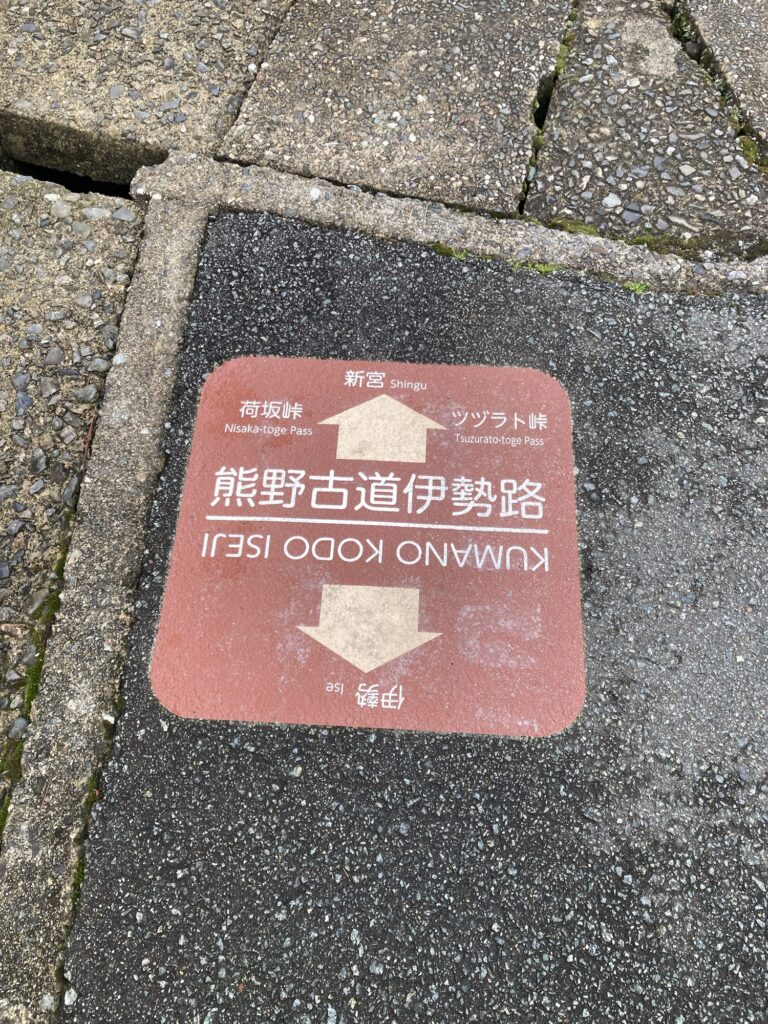 新宮 Shingu
荷坂峠
Nisaka-toge Pass
ツヅラト峠
Tsuzurato-toge Pass
熊野古道伊勢路
KUMANO KODO ISEJI
伊勢 Ise